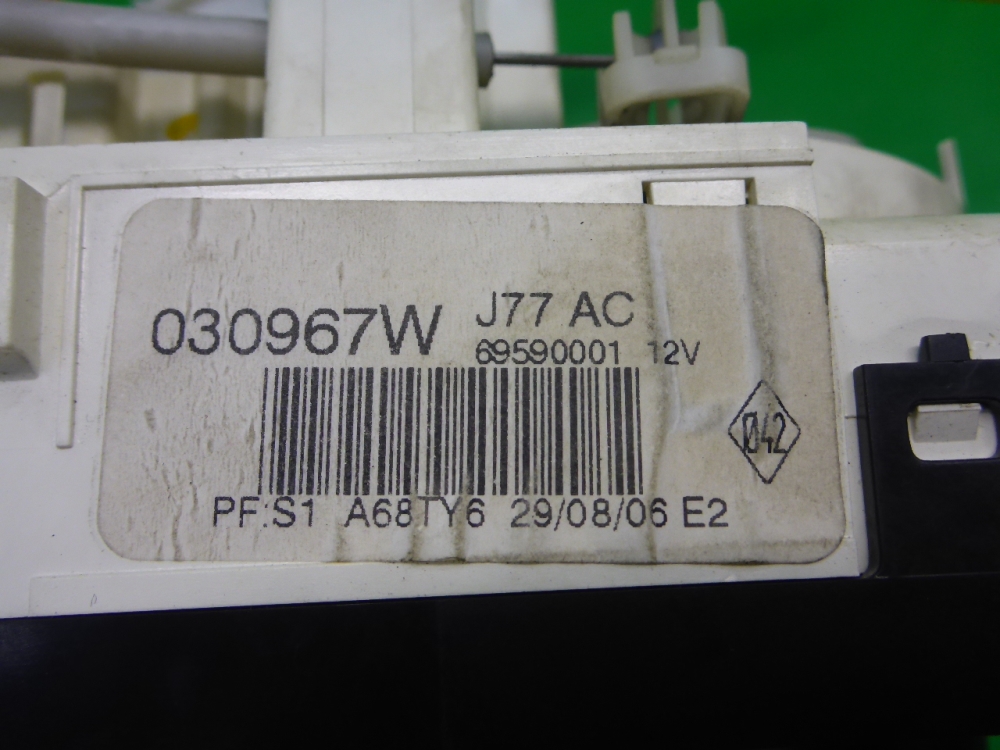 030967W J77 AC
69590001 12V
Ø42
PF:S1 A68TY6 29/08/06 E2